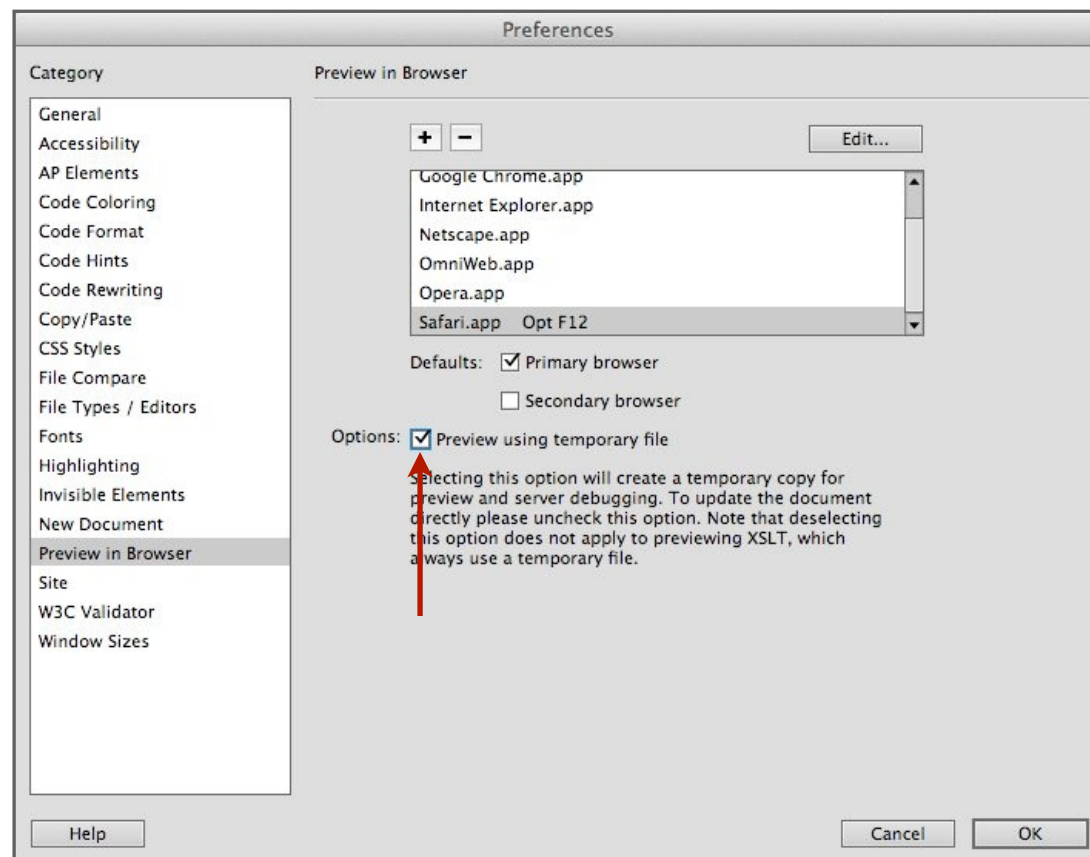 Preferences
Category
General
Accessibility
AP Elements
Code Coloring
Code Format
Code Hints
Code Rewriting
Copy/Paste
CSS Styles
File Compare
File Types / Editors
Fonts
Highlighting
Invisible Elements
New Document
Preview in Browser
Site
W3C Validator
Window Sizes
Preview in Browser
+ −
Edit...
Google Chrome.app
Internet Explorer.app
Netscape.app
OmniWeb.app
Opera.app
Safari.app Opt F12
Defaults: Primary browser
Secondary browser
Options: Preview using temporary file
Selecting this option will create a temporary copy for
preview and server debugging. To update the document
directly please uncheck this option. Note that deselecting
this option does not apply to previewing XSLT, which
always use a temporary file.
Help
Cancel
OK